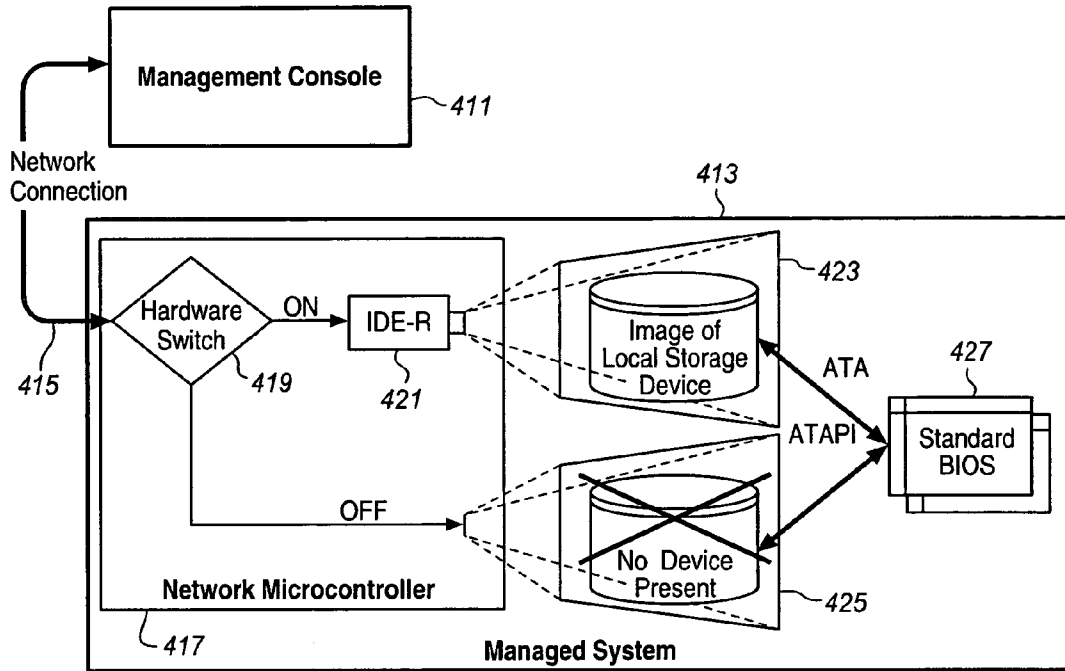 Management Console
411
Network
Connection
413
Hardware
Switch
ON
IDE-R
423
Image of
Local Storage
Device
415
419
421
ATA
427
ATAPI
Standard
BIOS
OFF
No Device
Present
Network Microcontroller
425
417
Managed System